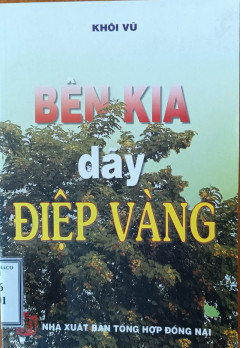 KHÔI VŨ
BÊN KIA
dãy
ĐIỆP VÀNG
NHÀ XUẤT BẢN TỔNG HỢP ĐỒNG NAI